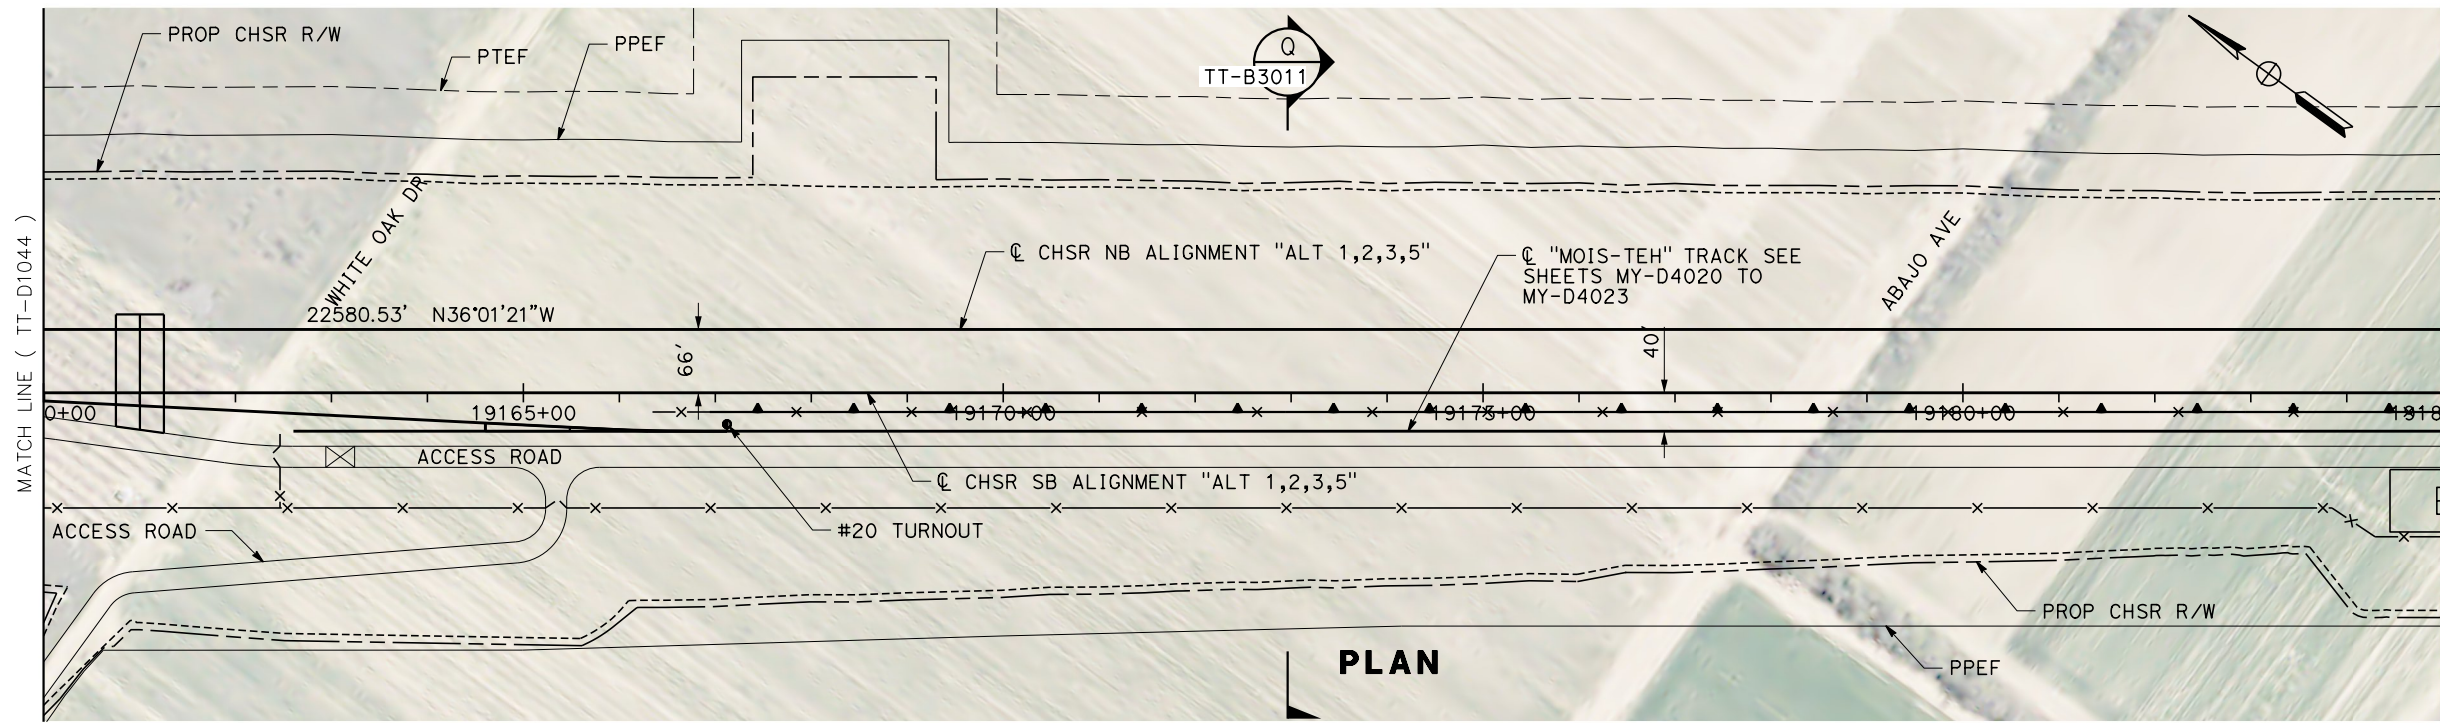 PROP CHSR R/W
PTEF
PPEF
Q
TT-B3011
MATCH LINE ( TT-D1044 )
WHITE OAK DR
℄ CHSR NB ALIGNMENT "ALT 1,2,3,5"
℄ "MOIS-TEH" TRACK SEE
SHEETS MY-D4020 TO
MY-D4023
ABAJO AVE
22580.53' N36°01'21"W
66'
40'
0+00
19165+00
19170+00
19175+00
19180+00
1918
ACCESS ROAD
℄ CHSR SB ALIGNMENT "ALT 1,2,3,5"
#20 TURNOUT
ACCESS ROAD
PROP CHSR R/W
PPEF
PLAN